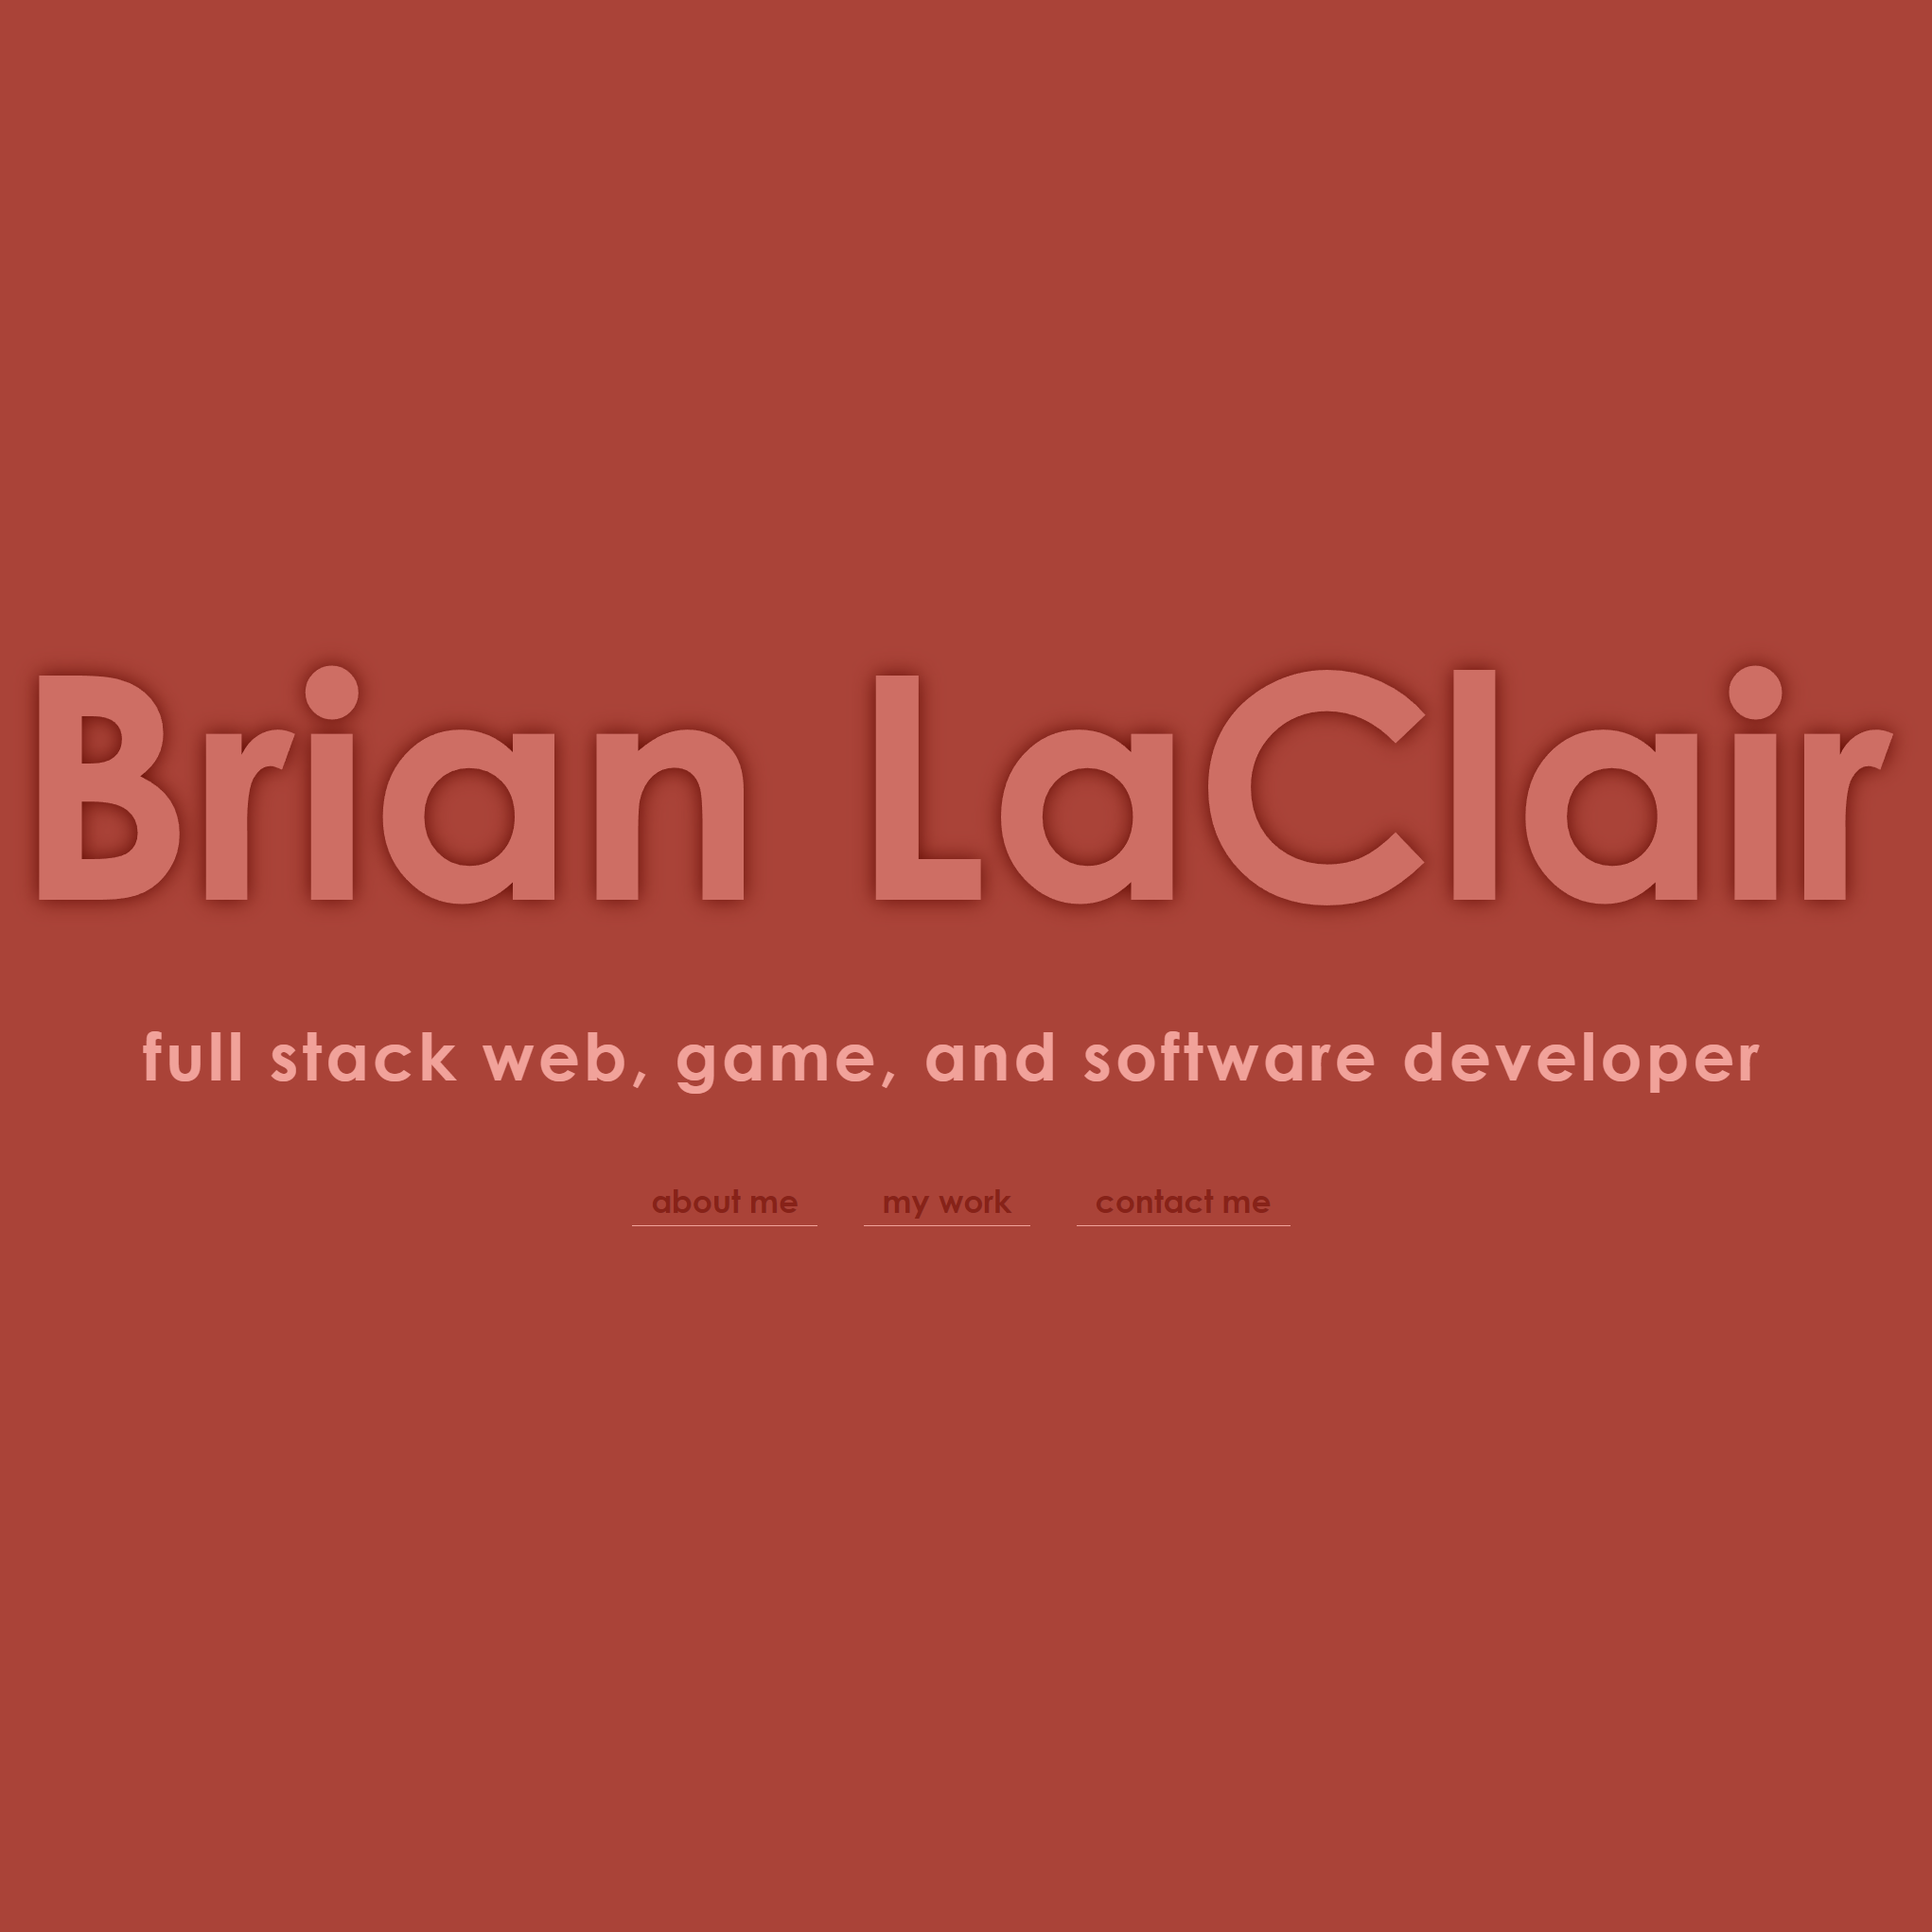 Brian LaClair
full stack web, game, and software developer
about me my work contact me